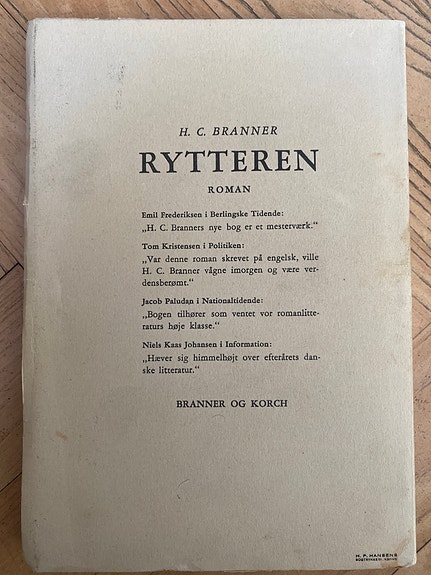 H. C. BRANNER
RYTTEREN
ROMAN
Emil Frederiksen i Berlingske Tidende:
„H. C. Branners nye bog er et mesterværk.“
Tom Kristensen i Politiken:
„Var denne roman skrevet på engelsk, ville
H. C. Branner vågne imorgen og være ver-
densberømt.“
Jacob Paludan i Nationaltidende:
„Bogen tilhører som ventet vor romanlitte-
raturs høje klasse.“
Niels Kaas Johansen i Information:
„Hæver sig himmelhøjt over efterårets dan-
ske litteratur.“
BRANNER OG KORCH
H. P. HANSENS
BOGTRYKKERI, KBHVN.